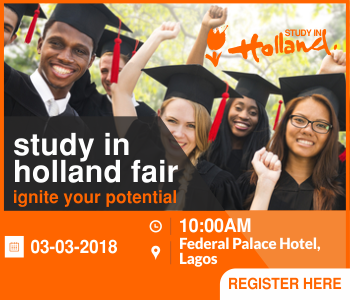 STUDY IN
Holland.
study in
holland fair
ignite your potential
03-03-2018
10:00AM
Federal Palace Hotel,
Lagos
REGISTER HERE